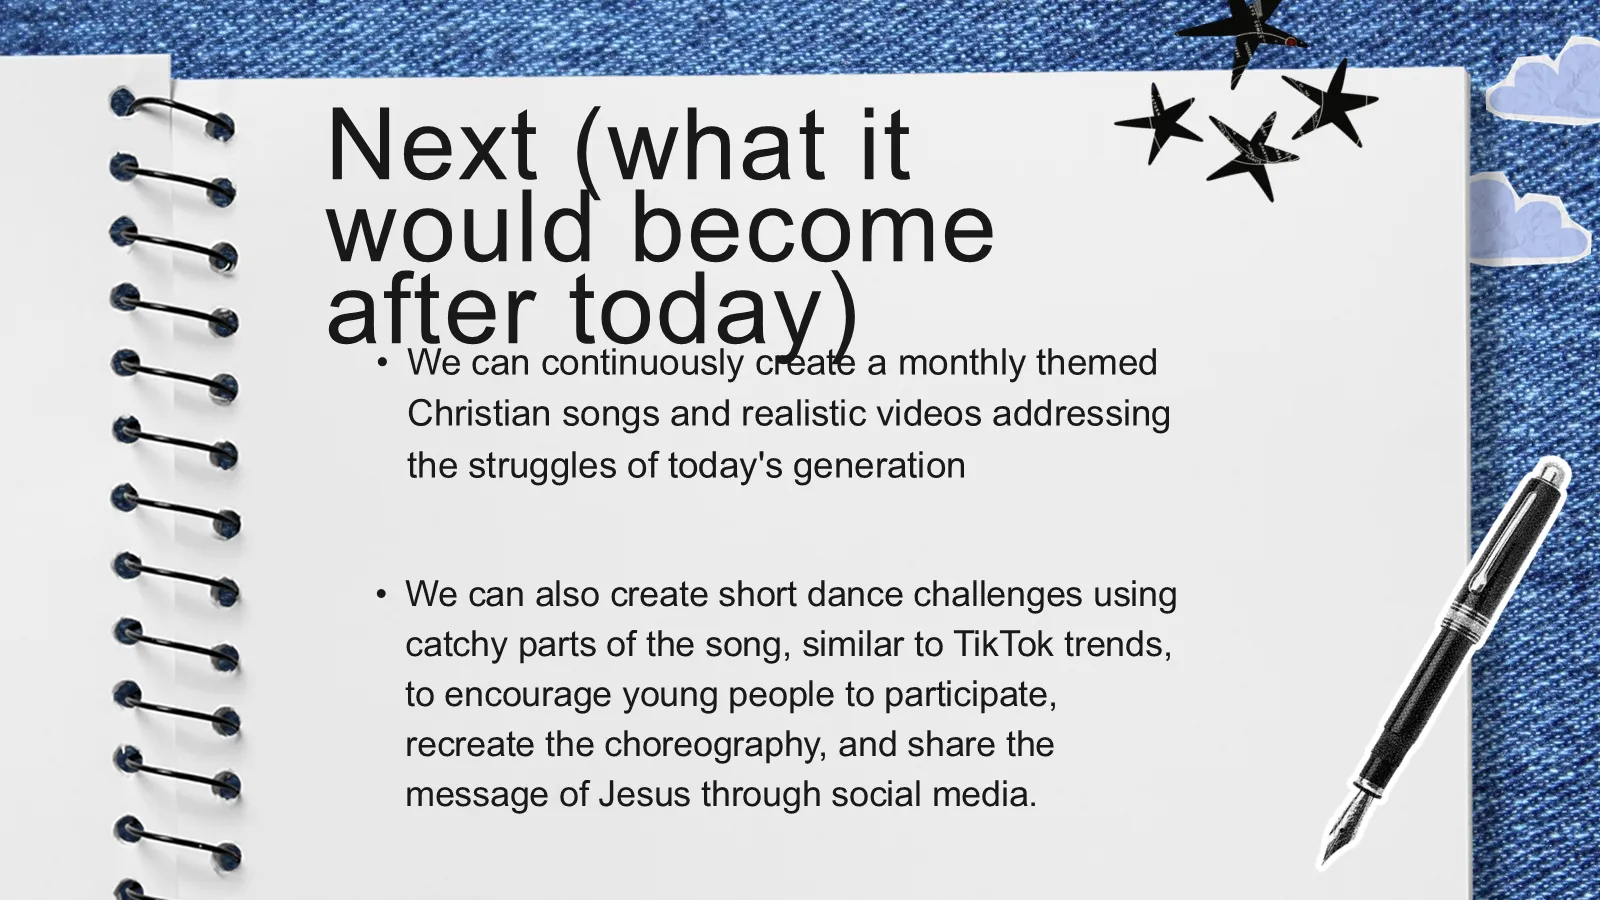 Next (what it
would become
after today)
• We can continuously create a monthly themed
Christian songs and realistic videos addressing
the struggles of today's generation
• We can also create short dance challenges using
catchy parts of the song, similar to TikTok trends,
to encourage young people to participate,
recreate the choreography, and share the
message of Jesus through social media.